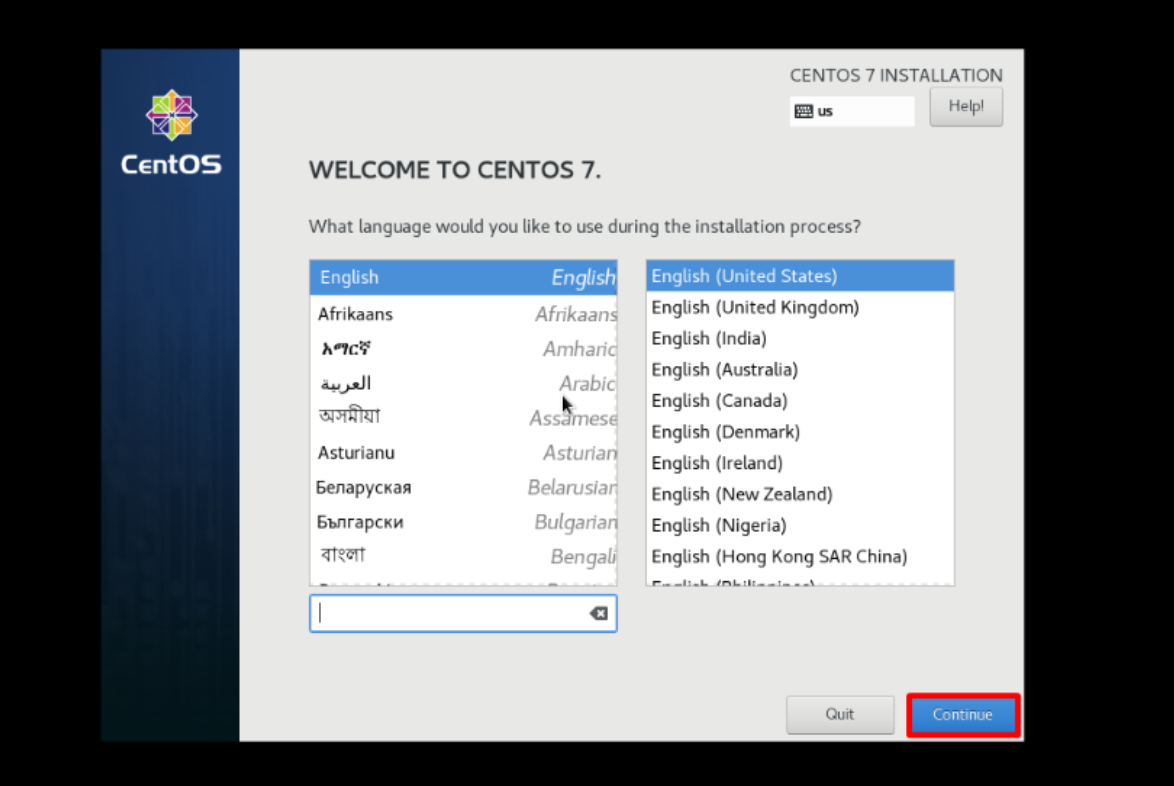 CENTOS 7 INSTALLATION
us
Help!
CentOS
WELCOME TO CENTOS 7.
What language would you like to use during the installation process?
English English
Afrikaans Afrikaans
አማርኛ Amharic
العربية Arabic
অসমীয়া Assamese
Asturianu Asturian
Беларуская Belarusian
Български Bulgarian
বাংলা Bengali
English (United States)
English (United Kingdom)
English (India)
English (Australia)
English (Canada)
English (Denmark)
English (Ireland)
English (New Zealand)
English (Nigeria)
English (Hong Kong SAR China)
English (Philippines)
Quit
Continue